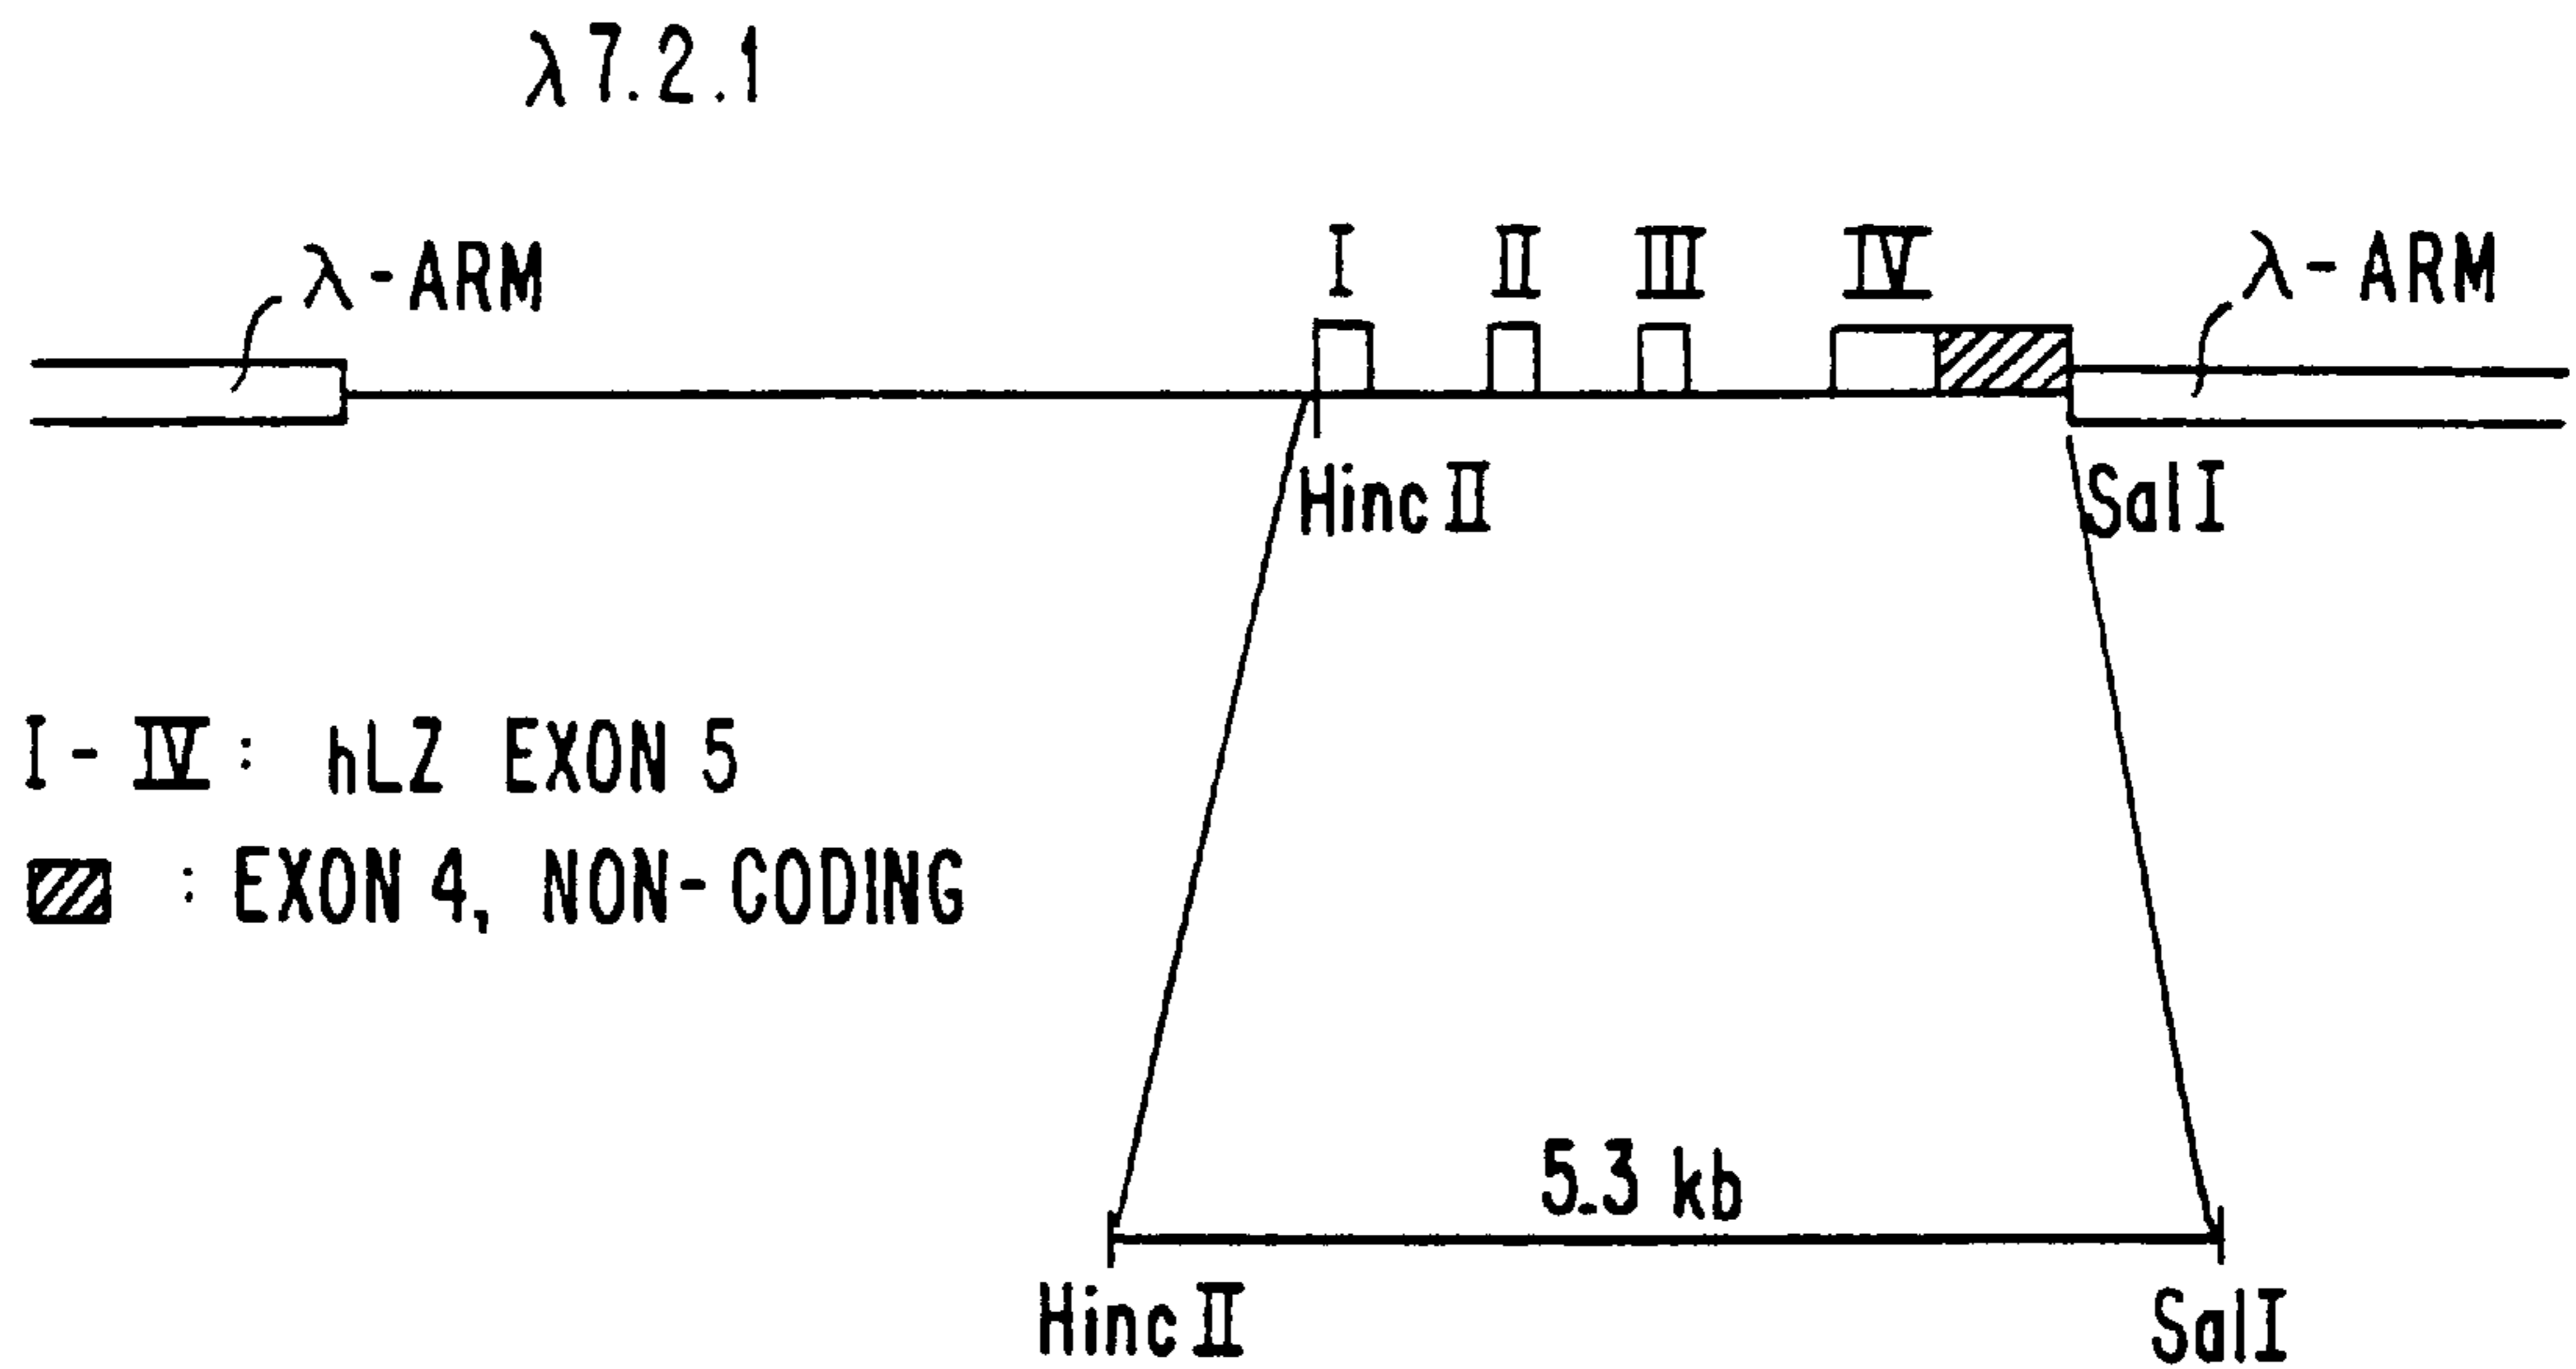 λ7.2.1
I II III IV
λ-ARM λ-ARM
Hinc II Sal I
I - IV : hLZ EXON 5
: EXON 4, NON-CODING
5.3 kb
Hinc II Sal I